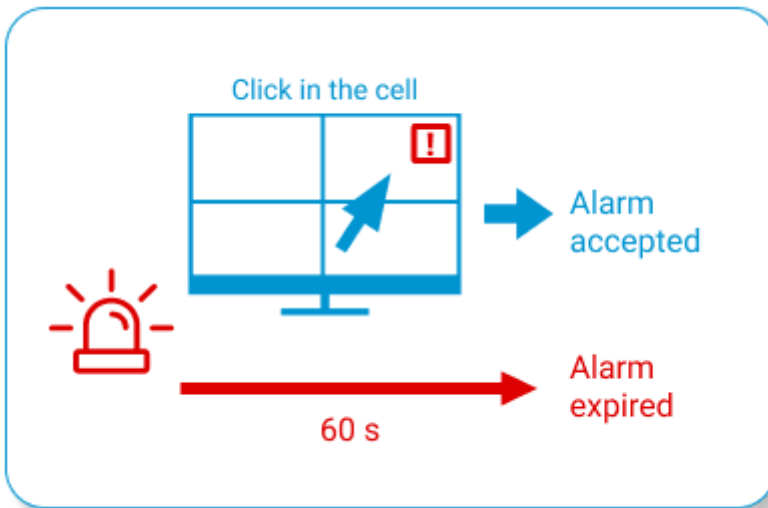 Click in the cell
!
Alarm
accepted
Alarm
expired
60 s